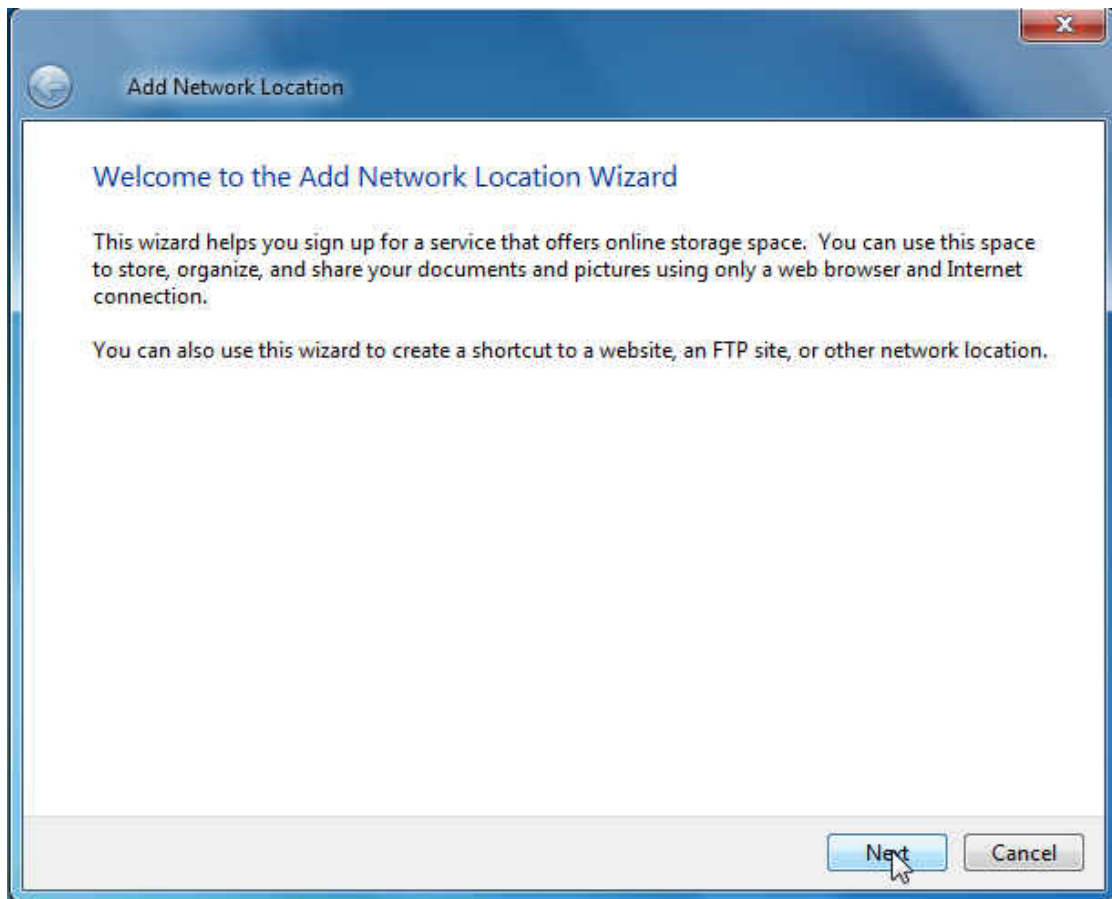 Add Network Location
Welcome to the Add Network Location Wizard
This wizard helps you sign up for a service that offers online storage space.  You can use this space
to store, organize, and share your documents and pictures using only a web browser and Internet
connection.
You can also use this wizard to create a shortcut to a website, an FTP site, or other network location.
Next
Cancel